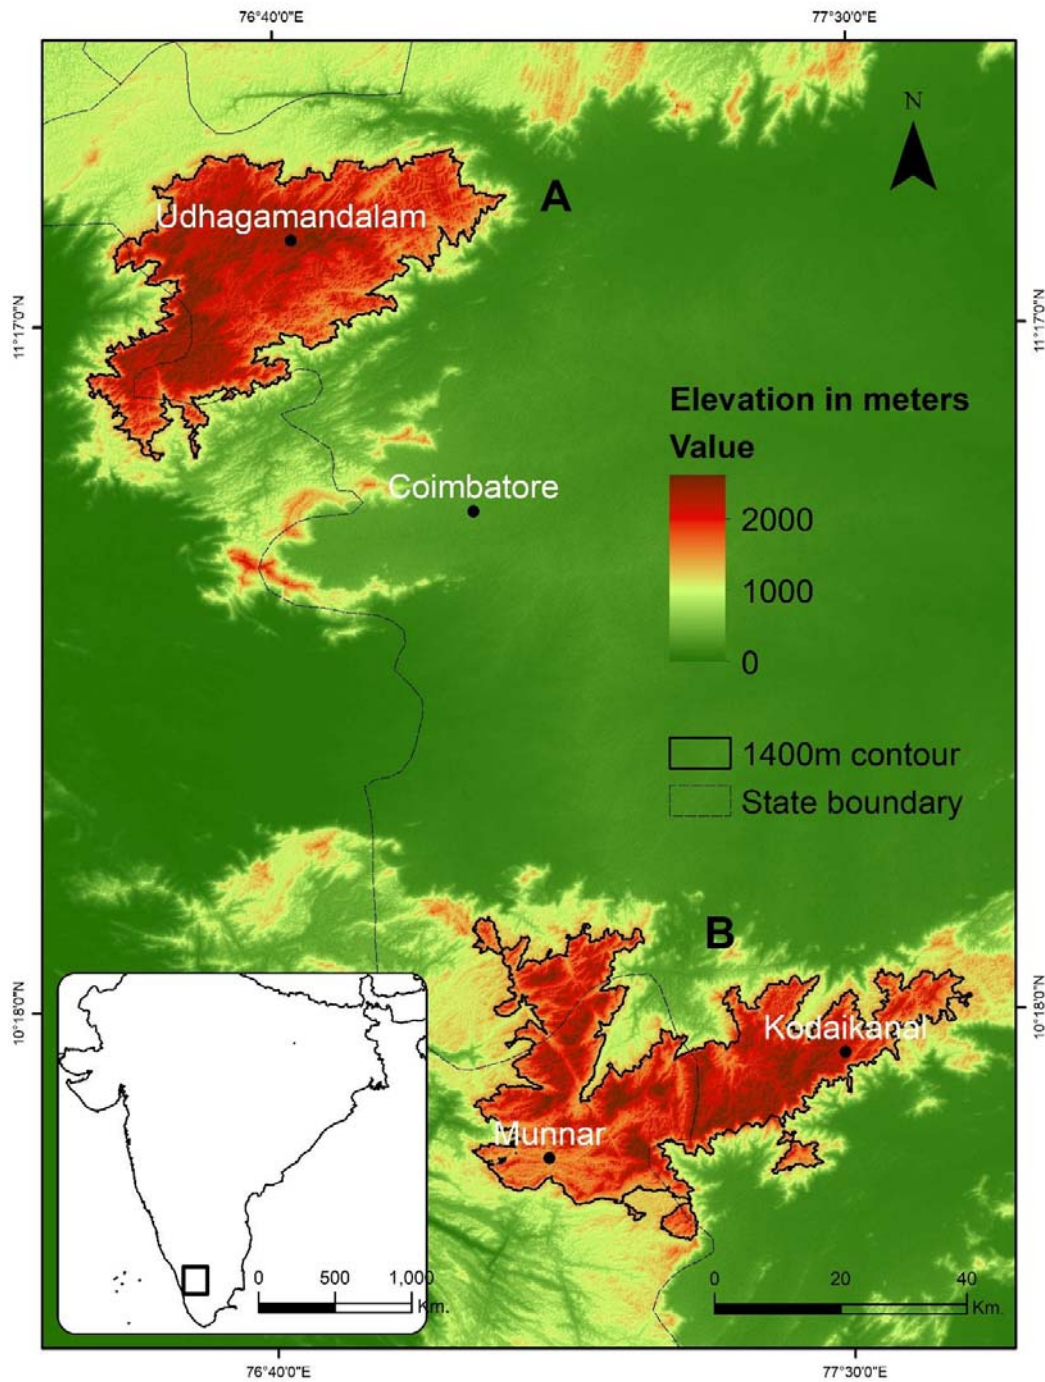 76°40'0"E
77°30'0"E
N
A
Udhagamandalam
11°17'0"N
11°17'0"N
Elevation in meters
Value
2000
1000
0
Coimbatore
1400m contour
State boundary
B
10°18'0"N
10°18'0"N
Kodaikanal
Munnar
0
500
1,000
Km.
0
20
40
Km.
76°40'0"E
77°30'0"E